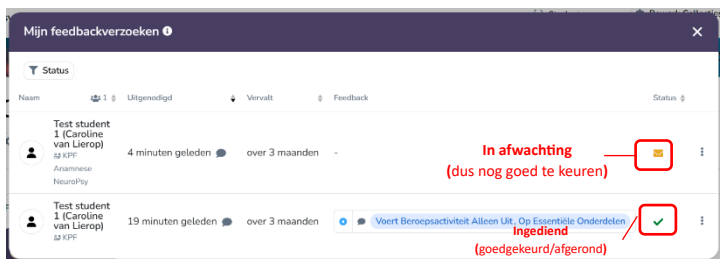 Mijn feedbackverzoeken
Status
Naam 1 Uitgenodigd Vervalt Feedback Status
Test student
1 (Caroline
van Lierop)
KPF
Anamnese
NeuroPsy
4 minuten geleden over 3 maanden -
In afwachting
(dus nog goed te keuren)
Test student
1 (Caroline
van Lierop)
KPF
19 minuten geleden over 3 maanden Voert Beroepsactiviteit Alleen Uit, Op Essentiële Onderdelen
Ingediend
(goedgekeurd/afgerond)